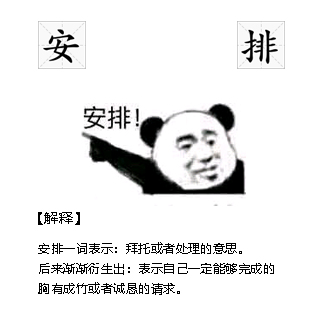 安 排
安排!
【解释】
安排一词表示：拜托或者处理的意思。
后来渐渐衍生出：表示自己一定能够完成的
胸有成竹或者诚恳的请求。